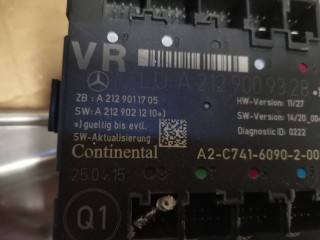 VR
LU A 212 900 93 28
ZB : A 212 901 17 05
SW: A 212 902 12 10 »)
»)gueltig bis evtl.
SW-Aktualisierung
HW-Version: 11/27
SW-Version: 14/20_00
Diagnostic ID: 0222
Continental
A2-C741-6090-2-00
25.04.15
Q1